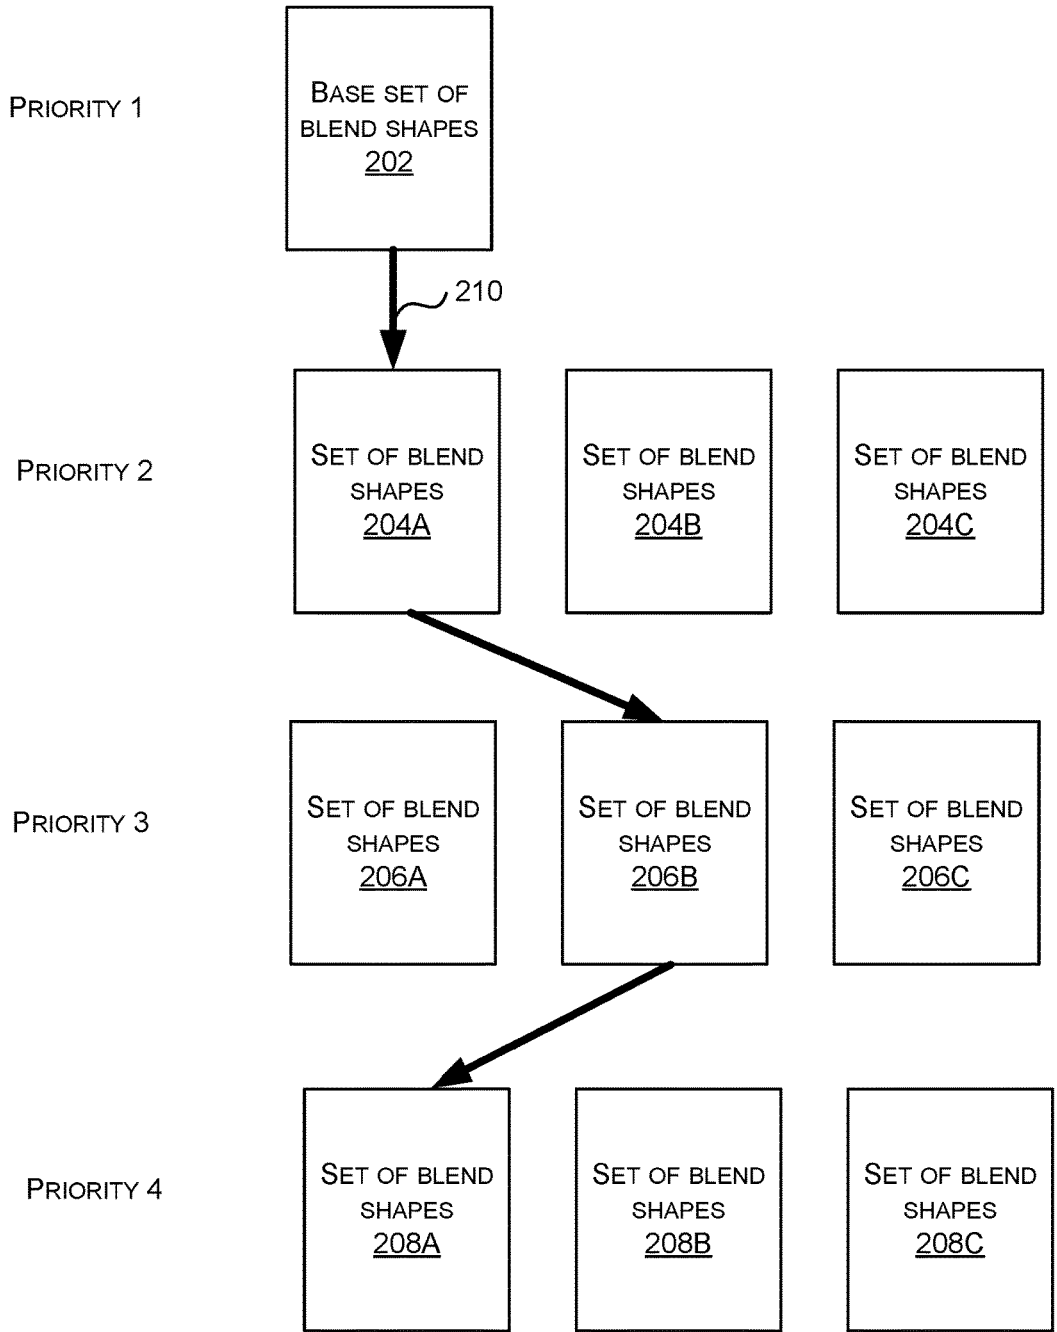 PRIORITY 1
BASE SET OF
BLEND SHAPES
202
210
PRIORITY 2
SET OF BLEND
SHAPES
204A
SET OF BLEND
SHAPES
204B
SET OF BLEND
SHAPES
204C
PRIORITY 3
SET OF BLEND
SHAPES
206A
SET OF BLEND
SHAPES
206B
SET OF BLEND
SHAPES
206C
PRIORITY 4
SET OF BLEND
SHAPES
208A
SET OF BLEND
SHAPES
208B
SET OF BLEND
SHAPES
208C